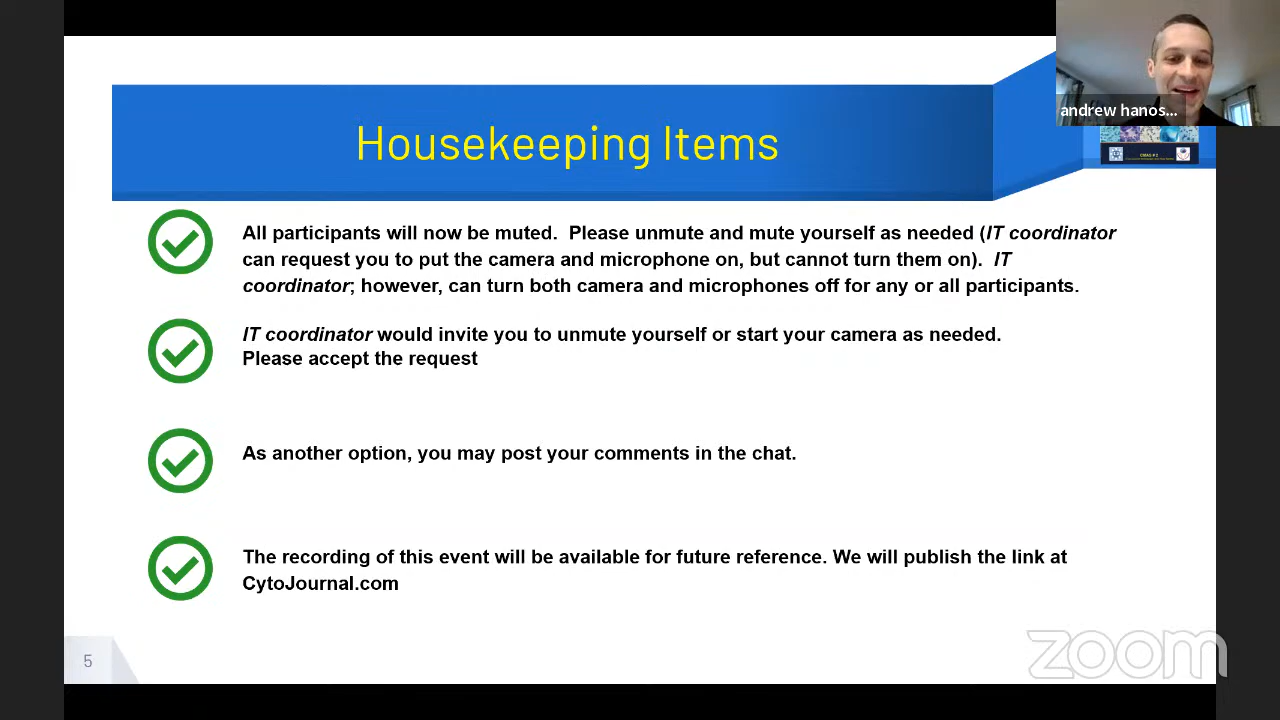 andrew hanos...
Housekeeping Items
All participants will now be muted.  Please unmute and mute yourself as needed (IT coordinator
can request you to put the camera and microphone on, but cannot turn them on).  IT
coordinator; however, can turn both camera and microphones off for any or all participants.
IT coordinator would invite you to unmute yourself or start your camera as needed.
Please accept the request
As another option, you may post your comments in the chat.
The recording of this event will be available for future reference. We will publish the link at
CytoJournal.com
5
zoom